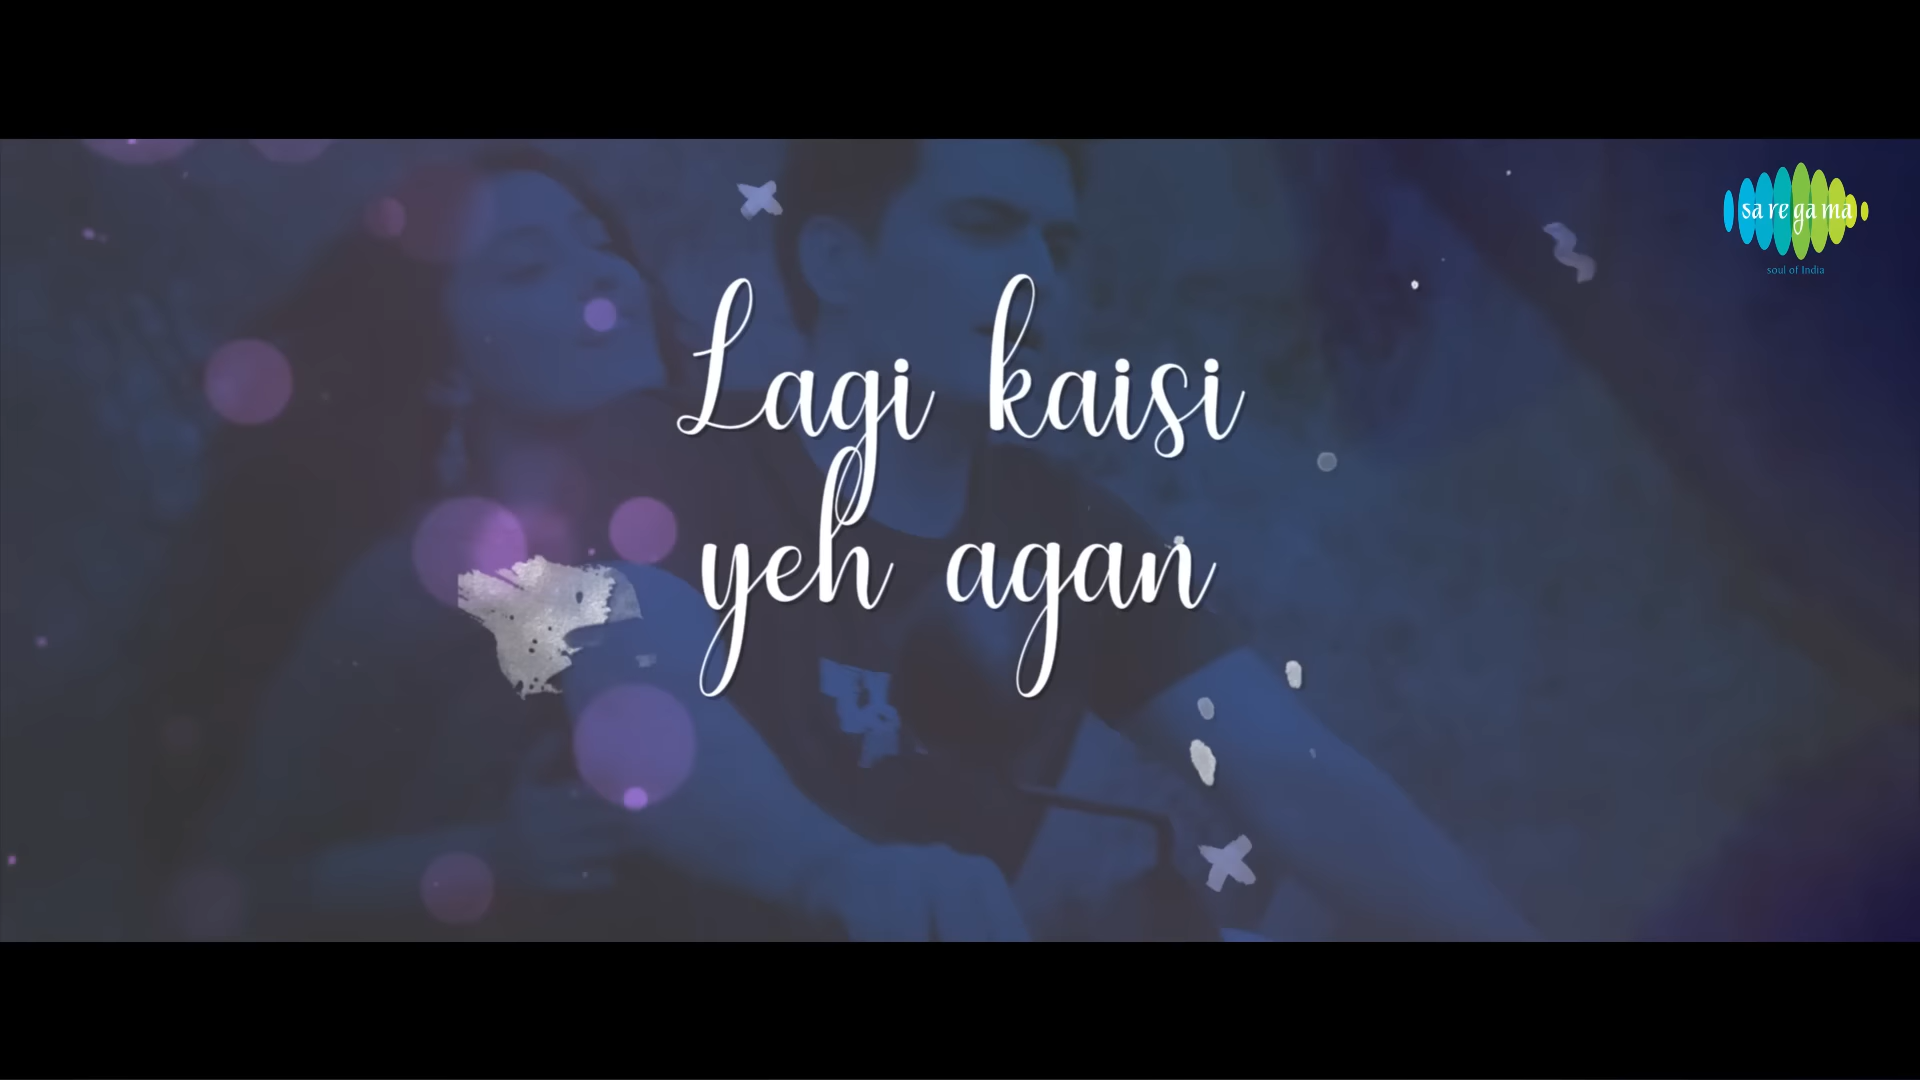 sa re ga ma
soul of India
Lagi kaisi
yeh agan